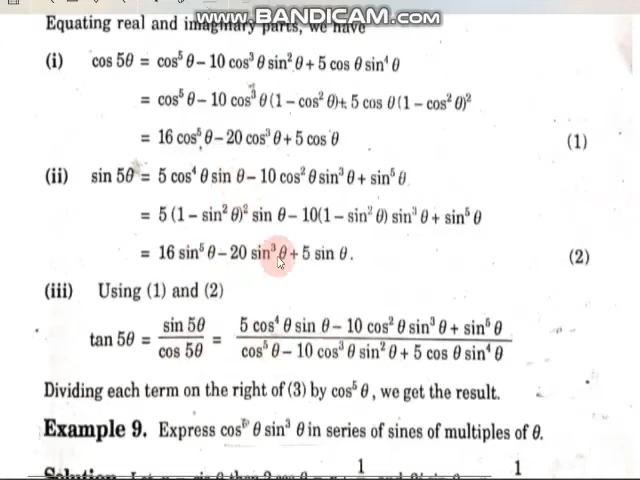 www.BANDICAM.com
Equating real and imaginary parts, we have
(i) cos 5θ = cos⁵ θ – 10 cos³ θ sin² θ + 5 cos θ sin⁴ θ
= cos⁵ θ – 10 cos³ θ (1 – cos² θ) + 5 cos θ (1 – cos² θ)²
= 16 cos⁵ θ – 20 cos³ θ + 5 cos θ (1)
(ii) sin 5θ = 5 cos⁴ θ sin θ – 10 cos² θ sin³ θ + sin⁵ θ
= 5 (1 – sin² θ)² sin θ – 10(1 – sin² θ) sin³ θ + sin⁵ θ
= 16 sin⁵ θ – 20 sin³ θ + 5 sin θ. (2)
(iii) Using (1) and (2)
tan 5θ = sin 5θ / cos 5θ = 5 cos⁴ θ sin θ – 10 cos² θ sin³ θ + sin⁵ θ / cos⁵ θ – 10 cos³ θ sin² θ + 5 cos θ sin⁴ θ
Dividing each term on the right of (3) by cos⁵ θ, we get the result.
Example 9. Express cos θ sin³ θ in series of sines of multiples of θ.
Solution 1 1